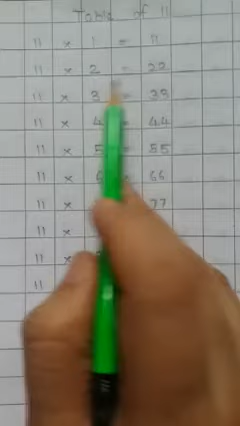 Table of 11
11 × 1 = 11
11 × 2 = 22
11 × 3 = 33
11 × 4 = 44
11 × 5 = 55
11 × 6 = 66
11 × 77
11 ×
11 ×
11